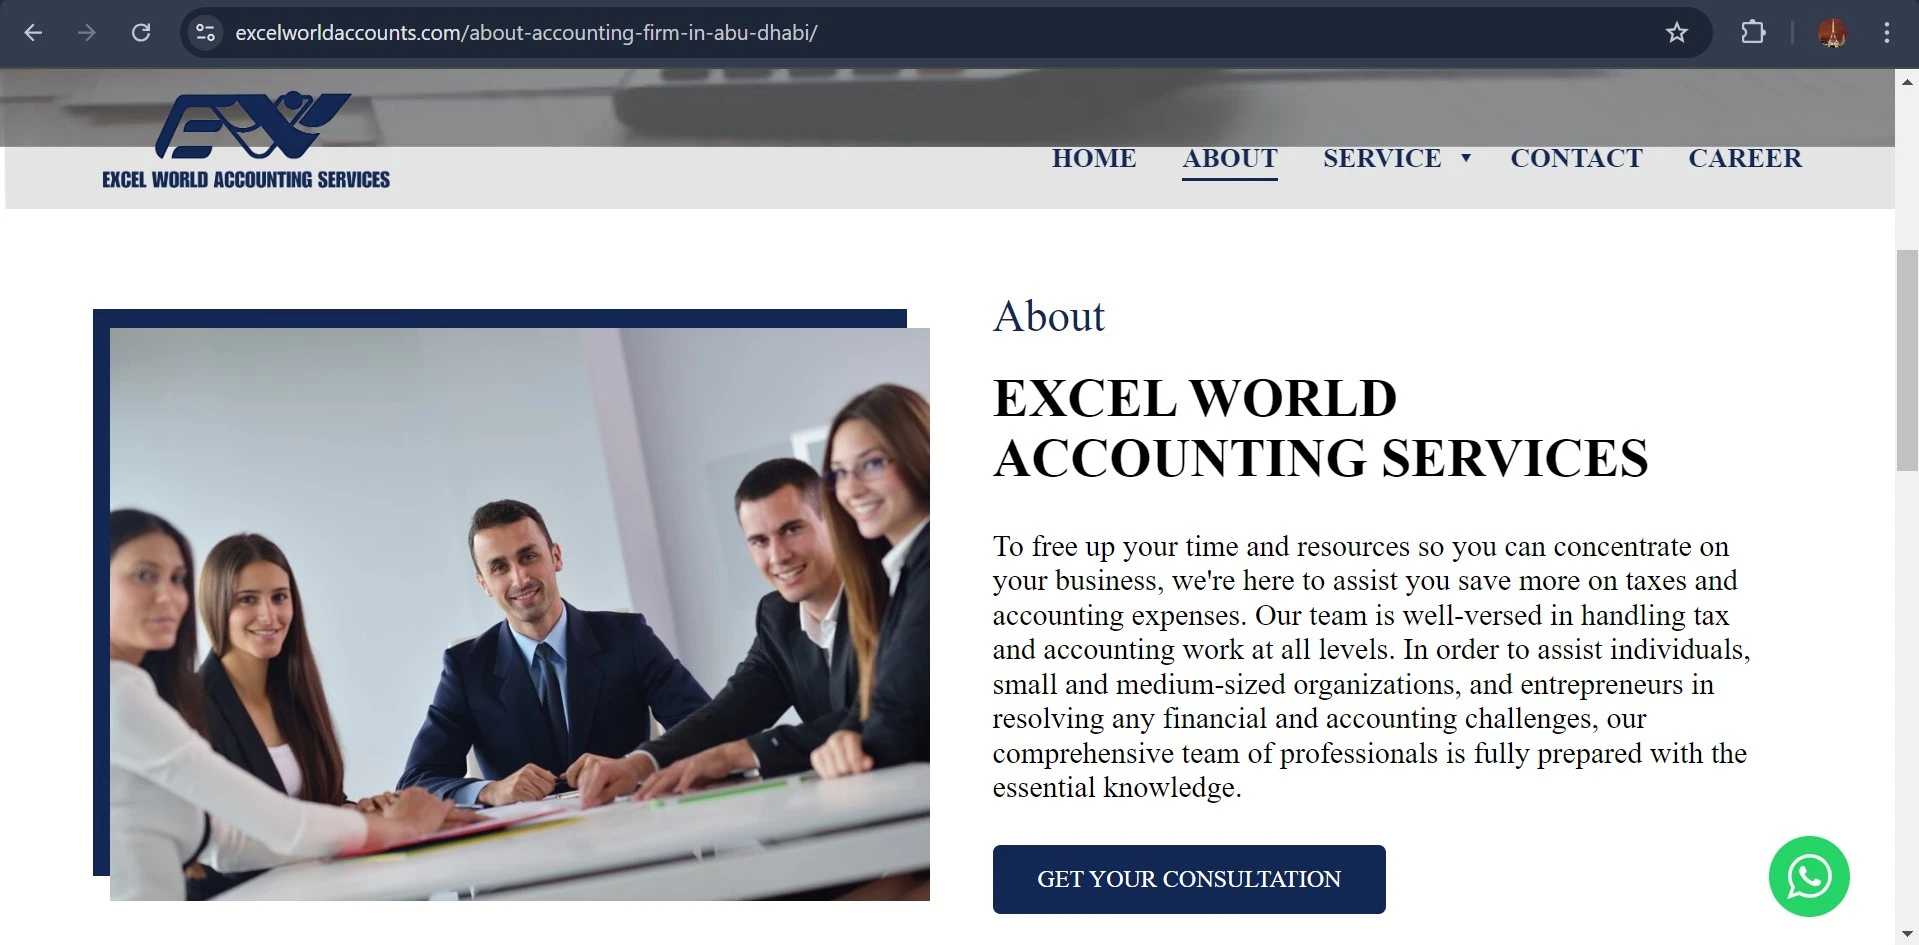 excelworldaccounts.com/about-accounting-firm-in-abu-dhabi/
EX
EXCEL WORLD ACCOUNTING SERVICES
HOME ABOUT SERVICE ▼ CONTACT CAREER
About
EXCEL WORLD
ACCOUNTING SERVICES
To free up your time and resources so you can concentrate on
your business, we're here to assist you save more on taxes and
accounting expenses. Our team is well-versed in handling tax
and accounting work at all levels. In order to assist individuals,
small and medium-sized organizations, and entrepreneurs in
resolving any financial and accounting challenges, our
comprehensive team of professionals is fully prepared with the
essential knowledge.
GET YOUR CONSULTATION